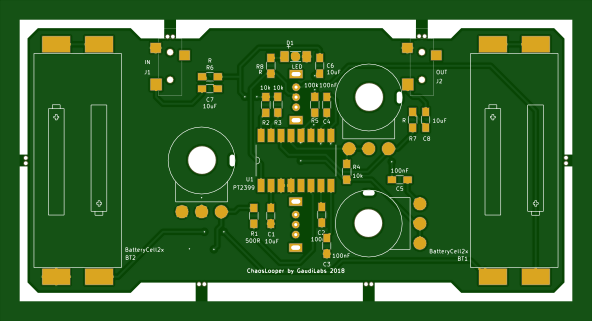 D1
IN
J1
R
R6
R8
R
LED
C6
10uF
OUT
J2
C7
10uF
10k 10k
100k 100nF
R2 R3
R5 C4
R
10uF
R7 C8
U1
PT2399
R4
10k
100nF
C5
R1
500R
C1
10uF
C2
100nF
C3
BatteryCell2x
BT2
BatteryCell2x
BT1
ChaosLooper by GaudiLabs 2018